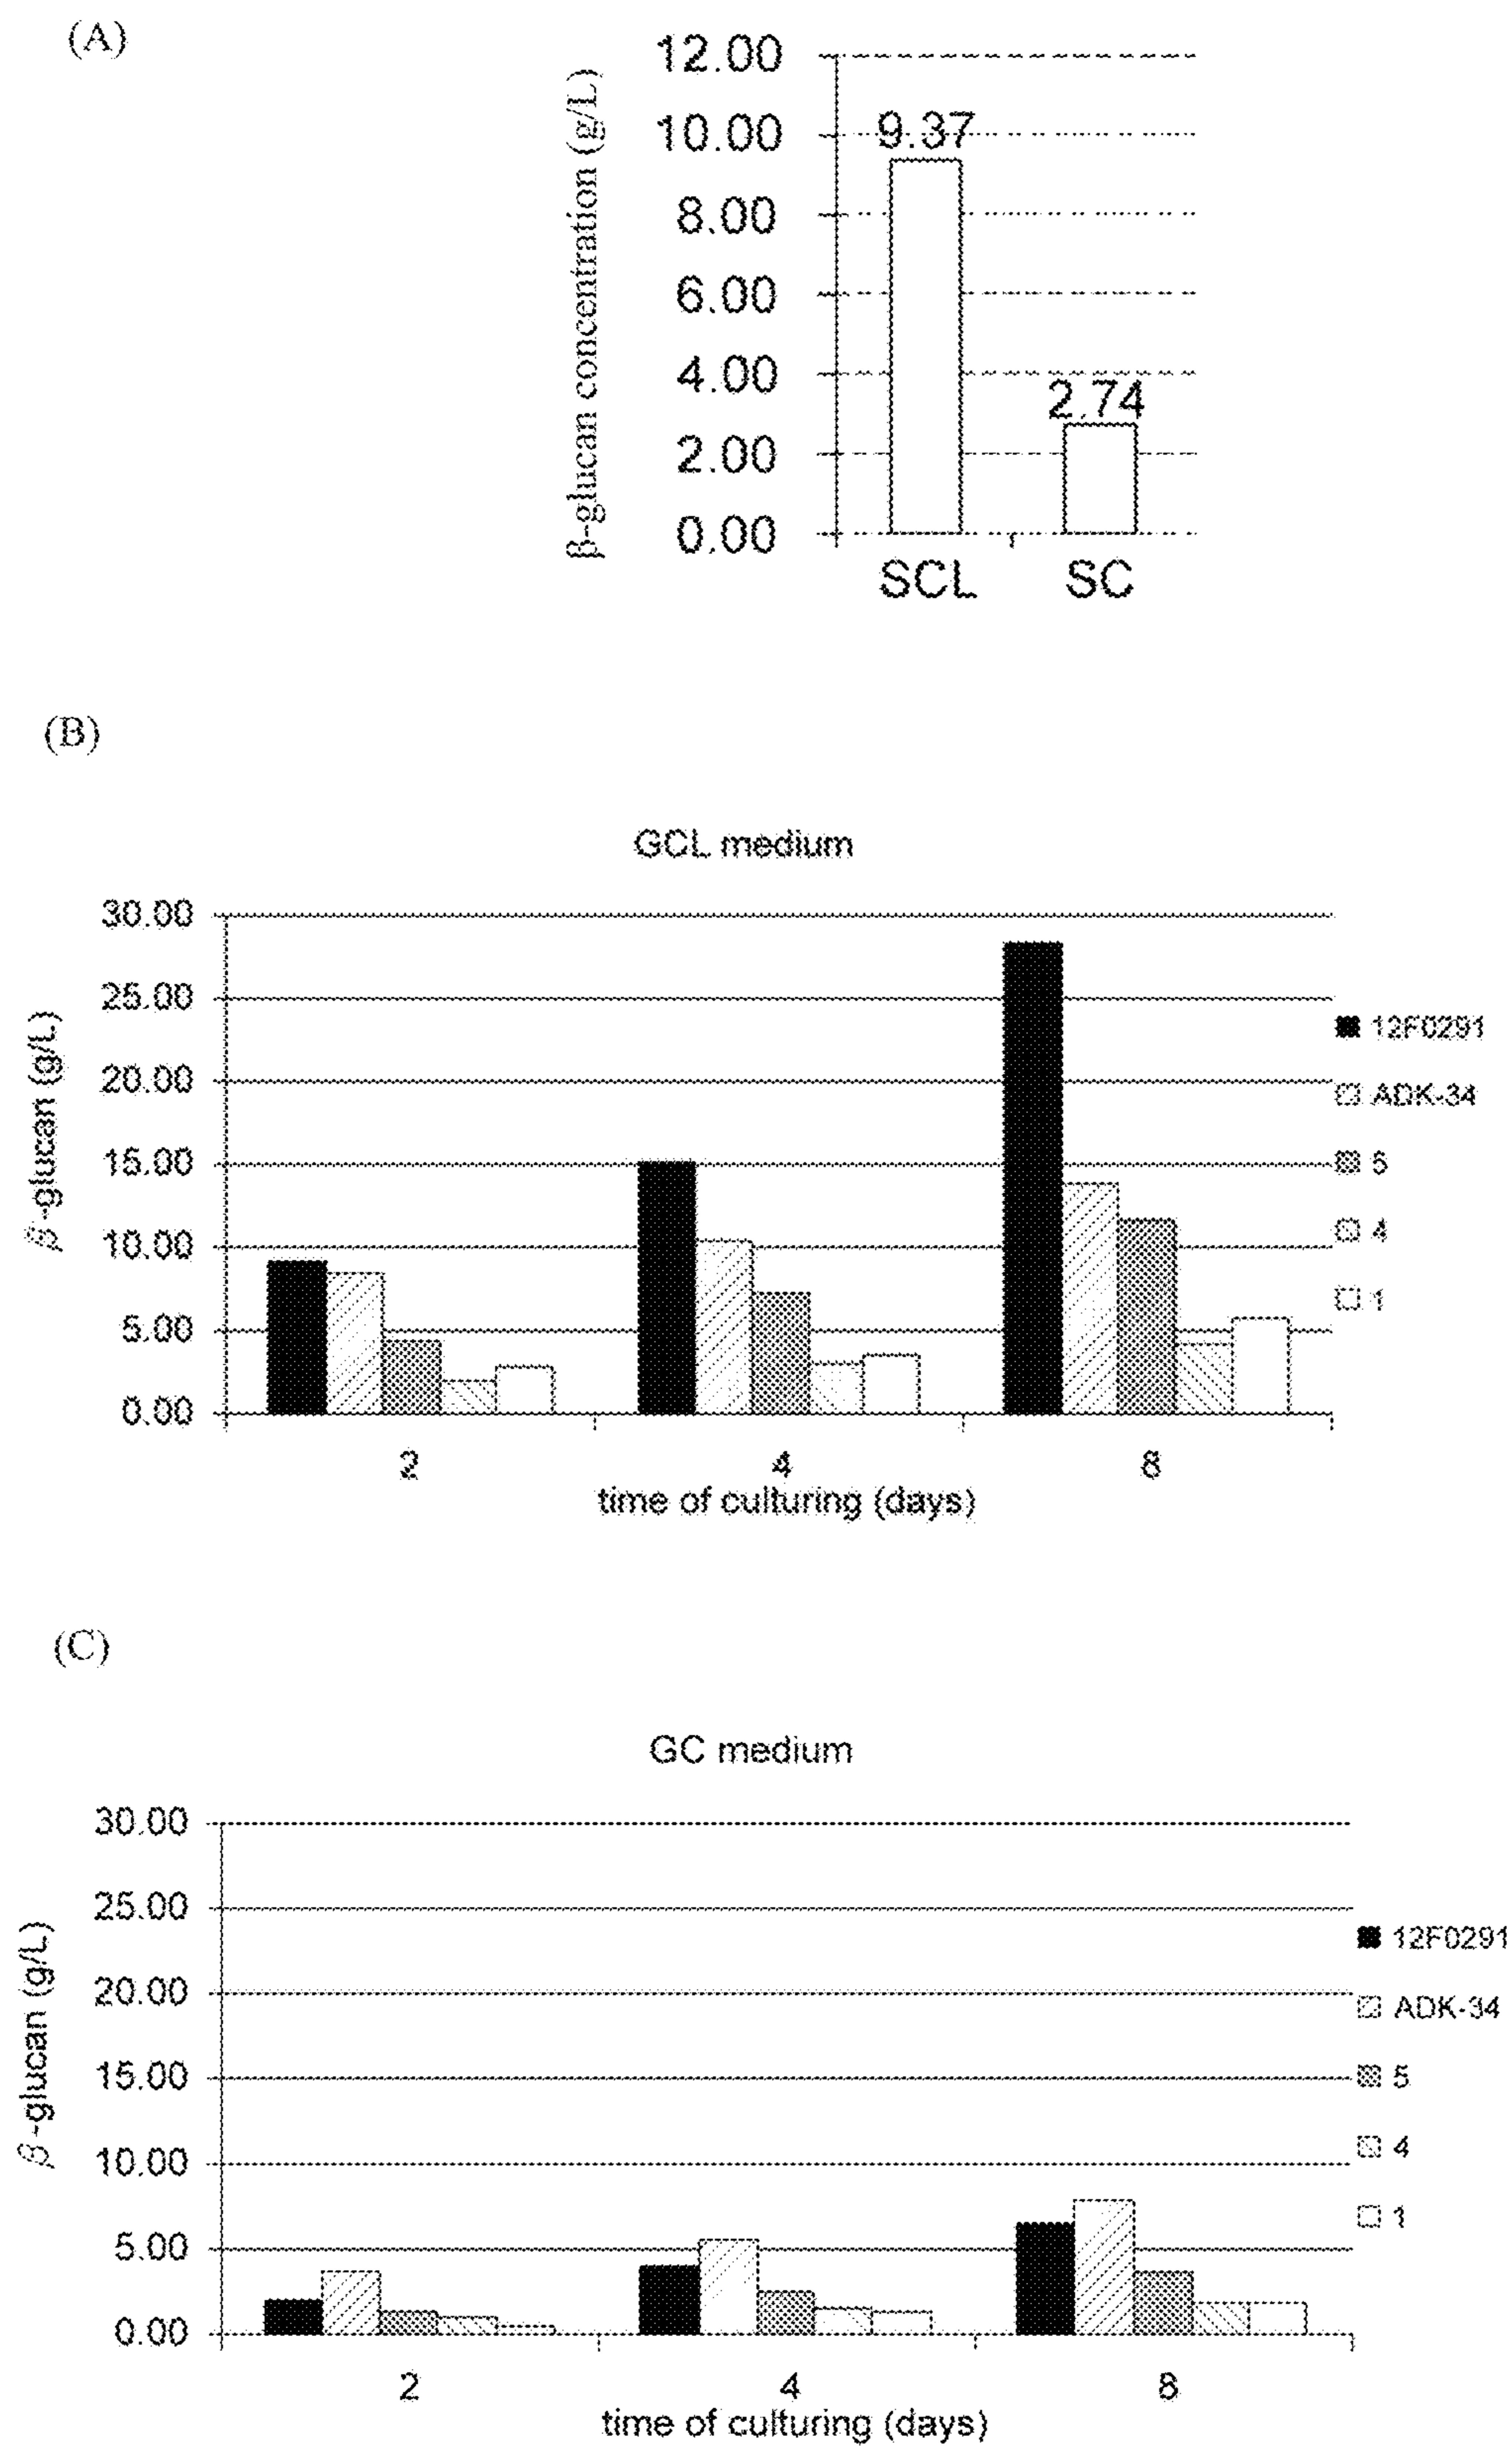 (A)
β-glucan concentration (g/L)
12.00
10.00
8.00
6.00
4.00
2.00
0.00
9.37
2.74
SCL
SC
(B)
GCL medium
β-glucan (g/L)
30.00
25.00
20.00
15.00
10.00
5.00
0.00
2
4
8
time of culturing (days)
12F0291
ADK-34
5
4
1
(C)
GC medium
β-glucan (g/L)
30.00
25.00
20.00
15.00
10.00
5.00
0.00
2
4
8
time of culturing (days)
12F0291
ADK-34
5
4
1